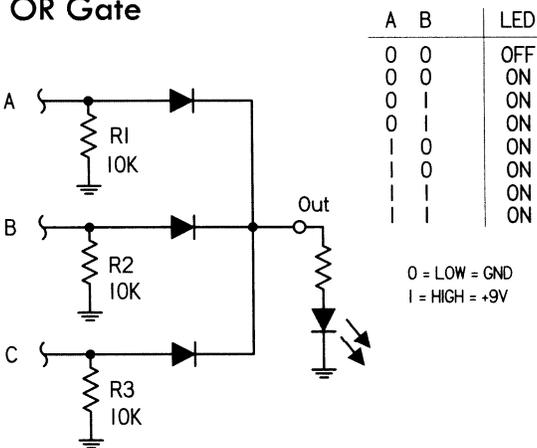 OR Gate
A B LED
0 0 OFF
0 0 ON
0 1 ON
0 1 ON
1 0 ON
1 0 ON
1 1 ON
1 1 ON
A
R1
10K
B
R2
10K
C
R3
10K
Out
0 = LOW = GND
1 = HIGH = +9V